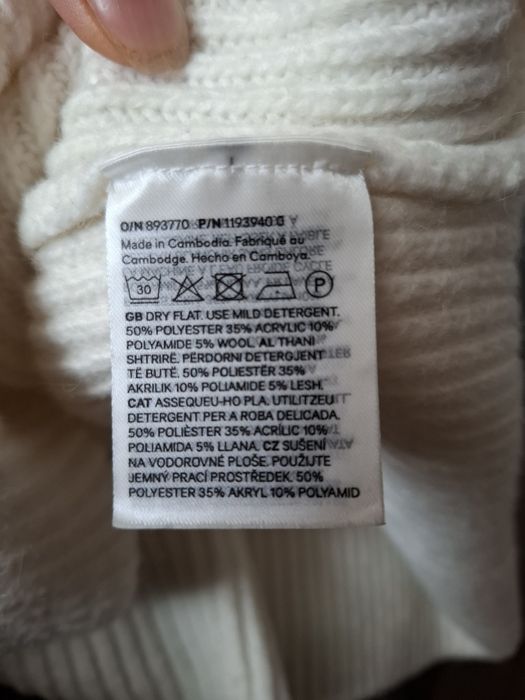 O/N 893770 P/N 1193940 0
Made in Cambodia. Fabriqué au
Cambodge. Hecho en Camboya.
30 P
GB DRY FLAT. USE MILD DETERGENT.
50% POLYESTER 35% ACRYLIC 10%
POLYAMIDE 5% WOOL. AL THANI
SHTRIRË. PËRDORNI DETERGJENT
TË BUTË. 50% POLIESTËR 35%
AKRILIK 10% POLIAMIDE 5% LESH.
CAT ASSEQUEU-HO PLA. UTILITZEU
DETERGENT PER A ROBA DELICADA.
50% POLIÈSTER 35% ACRÍLIC 10%
POLIAMIDA 5% LLANA. CZ SUŠENÍ
NA VODOROVNÉ PLOŠE. POUŽIJTE
JEMNÝ PRACÍ PROSTŘEDEK. 50%
POLYESTER 35% AKRYL 10% POLYAMID